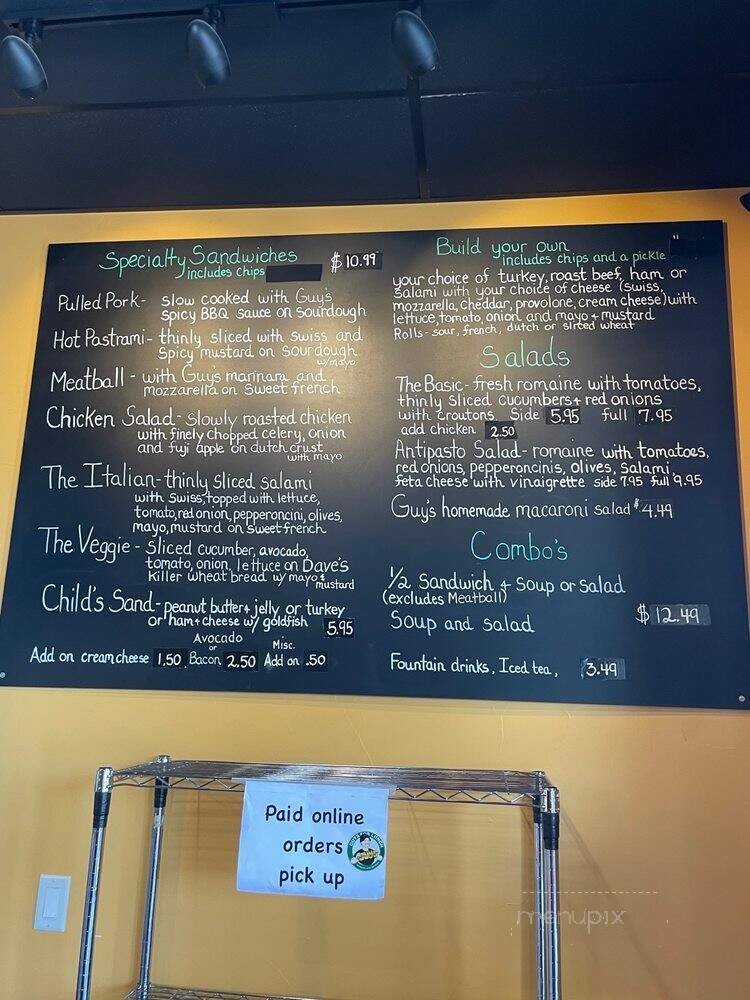 Specialty Sandwiches
includes chips
$10.99
Pulled Pork- slow cooked with Guy's
Spicy BBQ sauce on Sourdough
Hot Pastrami- thinly sliced with swiss and
Spicy mustard on Sourdough
w/mayo
Meatball - with Guy's marinara and
mozzarella on Sweet french
Chicken Salad- Slowly roasted chicken
with finely chopped celery, onion
and fuji apple on dutch crust
with mayo
The Italian- thinly sliced salami
with Swiss, topped with lettuce,
tomato, red onion, pepperoncini, olives,
mayo, mustard on sweet french
The Veggie - Sliced cucumber, avocado,
tomato, onion, lettuce on Dave's
Killer wheat bread w/ mayo &
mustard
Child's Sand- peanut butter + jelly or turkey
or ham + cheese w/ goldfish 5.95
Add on cream cheese 1.50 Avocado or Bacon 2.50 Misc. Add on .50
Build your own "
includes chips and a pickle
your choice of turkey, roast beef, ham or
Salami with your choice of cheese (swiss,
mozzarella, cheddar, provolone, cream cheese) with
lettuce, tomato, onion and mayo + mustard
Rolls - sour, french, dutch or sliced wheat
Salads
The Basic - fresh romaine with tomatoes,
thinly sliced cucumbers + red onions
with croutons Side 5.95 full 7.95
add chicken 2.50
Antipasto Salad - romaine with tomatoes,
red onions, pepperoncinis, olives, Salami,
feta cheese with vinaigrette side 7.95 full 9.95
Guy's homemade macaroni salad $4.49
Combo's
1/2 Sandwich + Soup or Salad
(excludes Meatball)
Soup and salad
$12.49
Fountain drinks, Iced tea, 3.49
Paid online
orders
pick up
menupix